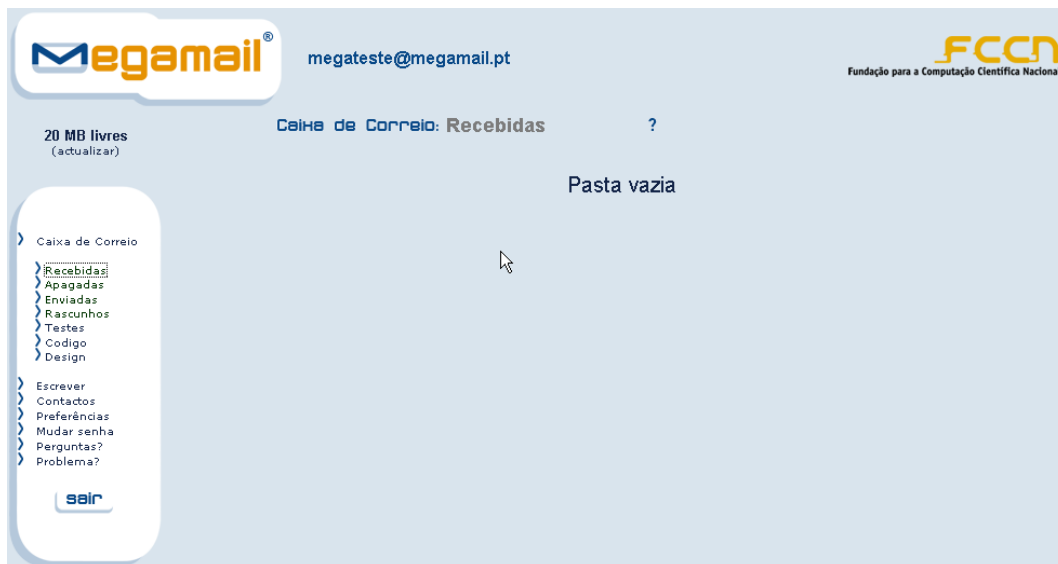 Megamail®
megateste@megamail.pt
FCCN
Fundação para a Computação Científica Naciona
20 MB livres
(actualizar)
Caixa de Correio: Recebidas ?
Pasta vazia
Caixa de Correio
Recebidas
Apagadas
Enviadas
Rascunhos
Testes
Codigo
Design
Escrever
Contactos
Preferências
Mudar senha
Perguntas?
Problema?
sair